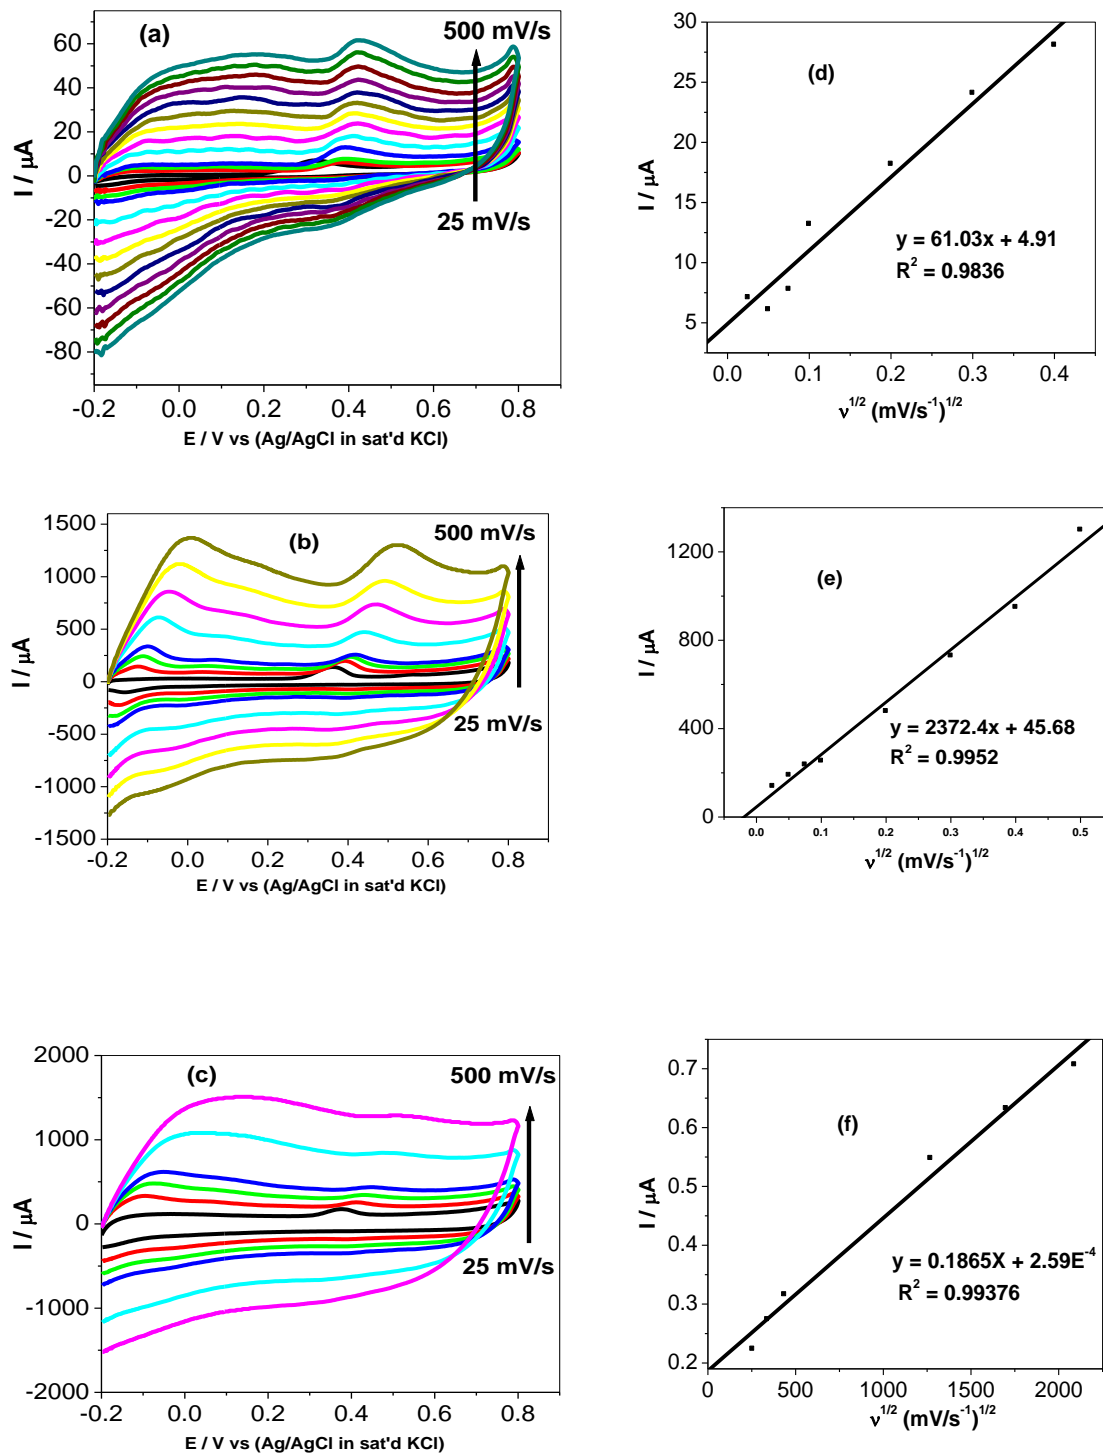 (a)
500 mV/s
25 mV/s
60
40
20
0
-20
-40
-60
-80
I / µA
-0.2 0.0 0.2 0.4 0.6 0.8
E / V vs (Ag/AgCl in sat'd KCl)
(d)
30
25
20
15
10
5
I / µA
y = 61.03x + 4.91
R² = 0.9836
0.0 0.1 0.2 0.3 0.4
ν^1/2 (mV/s^-1)^1/2
(b)
500 mV/s
25 mV/s
1500
1000
500
0
-500
-1000
-1500
I / µA
-0.2 0.0 0.2 0.4 0.6 0.8
E / V vs (Ag/AgCl in sat'd KCl)
(e)
1200
800
400
0
I / µA
y = 2372.4x + 45.68
R² = 0.9952
0.0 0.1 0.2 0.3 0.4 0.5
ν^1/2 (mV/s^-1)^1/2
(c)
500 mV/s
25 mV/s
2000
1000
0
-1000
-2000
I / µA
-0.2 0.0 0.2 0.4 0.6 0.8
E / V vs (Ag/AgCl in sat'd KCl)
(f)
0.7
0.6
0.5
0.4
0.3
0.2
I / µA
y = 0.1865X + 2.59E^-4
R² = 0.99376
0 500 1000 1500 2000
ν^1/2 (mV/s^-1)^1/2